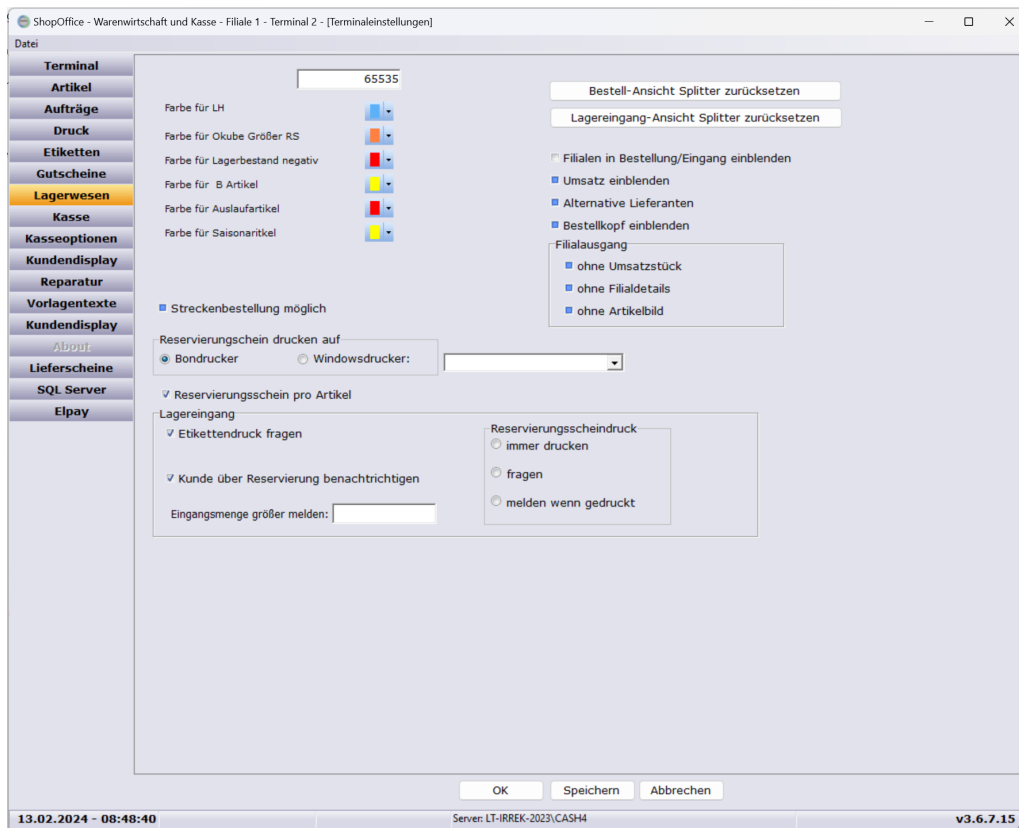 ShopOffice - Warenwirtschaft und Kasse - Filiale 1 - Terminal 2 - [Terminaleinstellungen]
Datei
Terminal
Artikel
Aufträge
Druck
Etiketten
Gutscheine
Lagerwesen
Kasse
Kasseoptionen
Kundendisplay
Reparatur
Vorlagentexte
Kundendisplay
About
Lieferscheine
SQL Server
Elpay
65535
Farbe für LH
Farbe für Okube Größer RS
Farbe für Lagerbestand negativ
Farbe für B Artikel
Farbe für Auslaufartikel
Farbe für Saisonaritkel
Bestell-Ansicht Splitter zurücksetzen
Lagereingang-Ansicht Splitter zurücksetzen
Filialen in Bestellung/Eingang einblenden
Umsatz einblenden
Alternative Lieferanten
Bestellkopf einblenden
Filialausgang
ohne Umsatzstück
ohne Filialdetails
ohne Artikelbild
Streckenbestellung möglich
Reservierungschein drucken auf
Bondrucker
Windowsdrucker:
Reservierungsschein pro Artikel
Lagereingang
Etikettendruck fragen
Kunde über Reservierung benachtrichtigen
Eingangsmenge größer melden:
Reservierungsscheindruck
immer drucken
fragen
melden wenn gedruckt
OK
Speichern
Abbrechen
13.02.2024 - 08:48:40
Server: LT-IRREK-2023\CASH4
v3.6.7.15